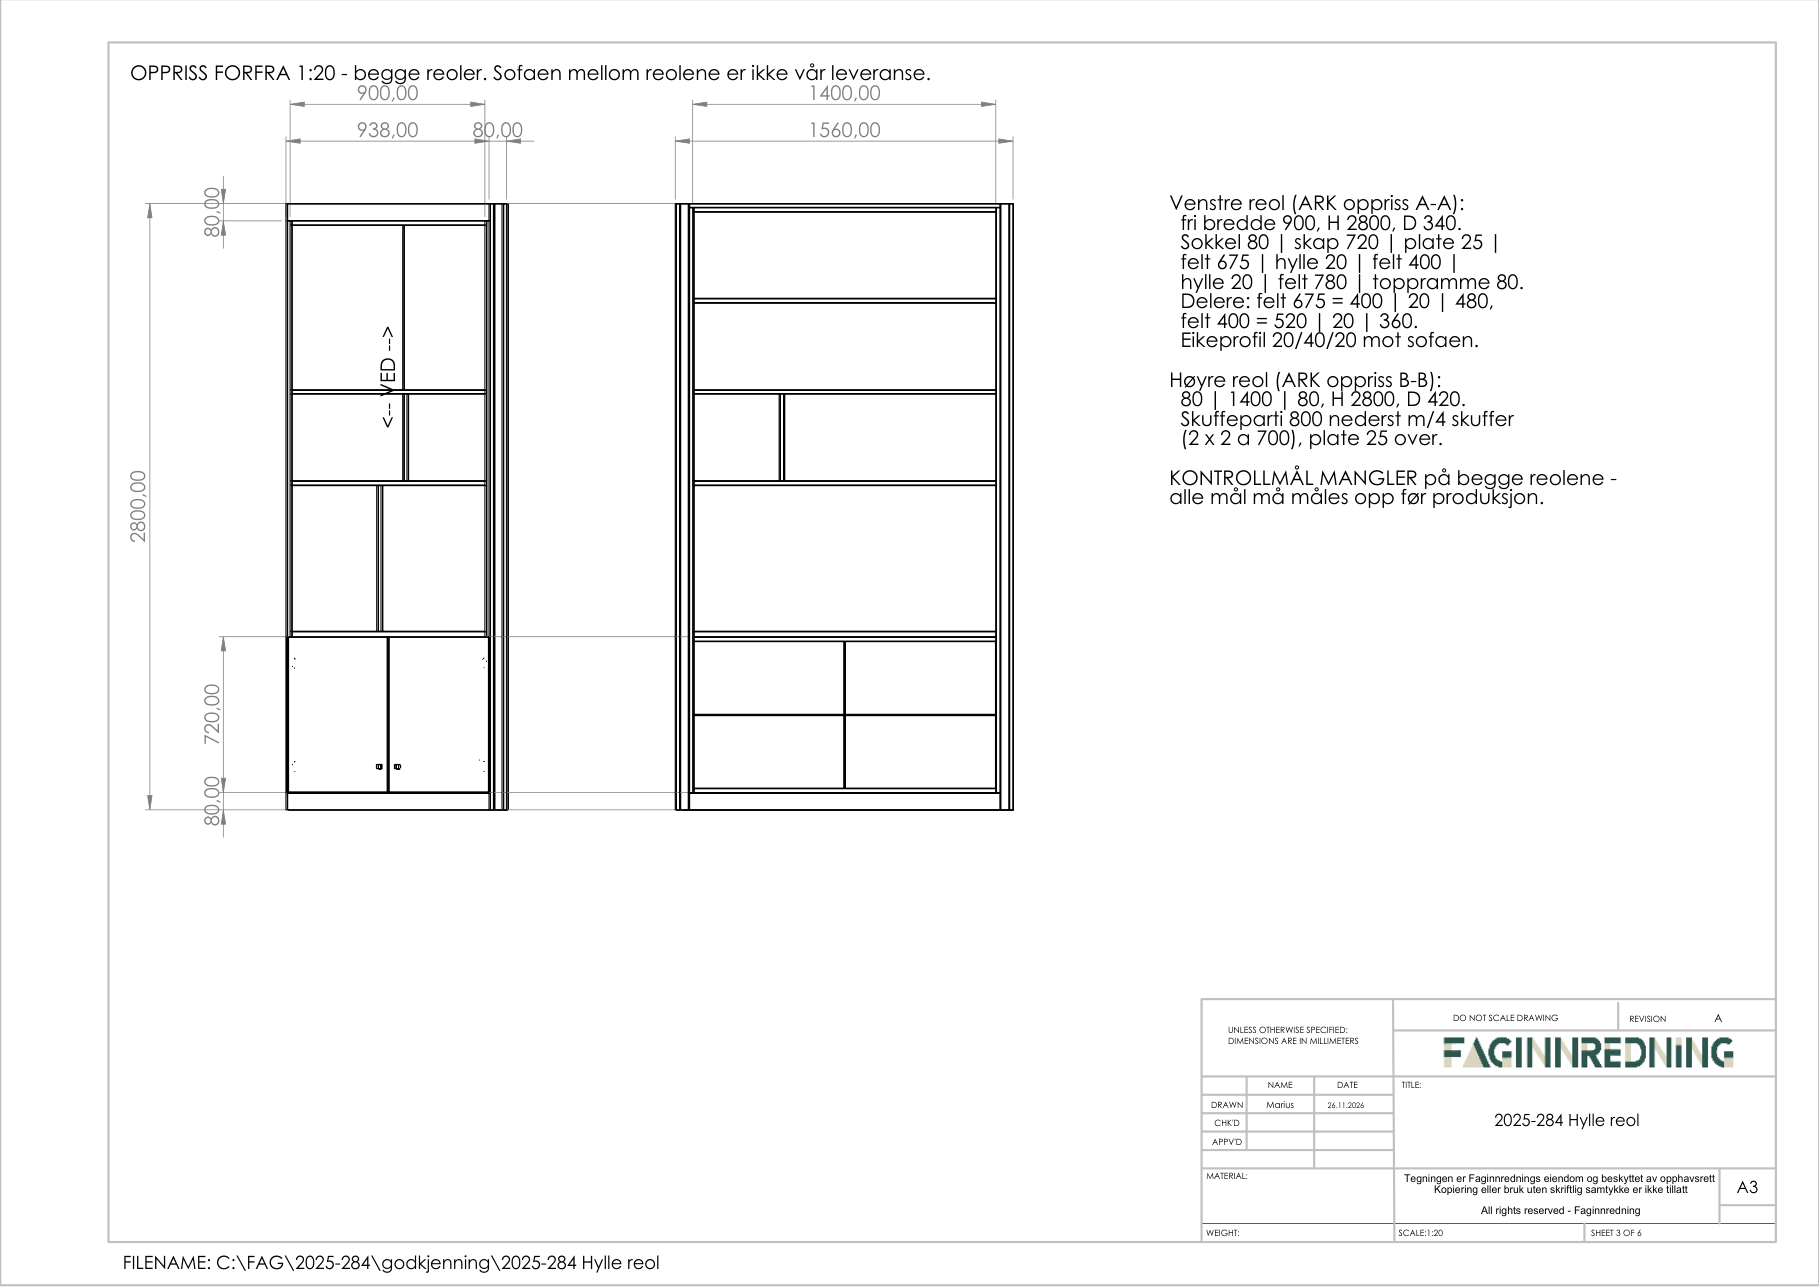 OPPRISS FORFRA 1:20 - begge reoler. Sofaen mellom reolene er ikke vår leveranse.
900,00
1400,00
938,00
80,00
1560,00
80,00
2800,00
720,00
80,00
<-- VED -->
Venstre reol (ARK oppriss A-A):
fri bredde 900, H 2800, D 340.
Sokkel 80 | skap 720 | plate 25 |
felt 675 | hylle 20 | felt 400 |
hylle 20 | felt 780 | toppramme 80.
Delere: felt 675 = 400 | 20 | 480,
felt 400 = 520 | 20 | 360.
Eikeprofil 20/40/20 mot sofaen.
Høyre reol (ARK oppriss B-B):
80 | 1400 | 80, H 2800, D 420.
Skuffeparti 800 nederst m/4 skuffer
(2 x 2 a 700), plate 25 over.
KONTROLLMÅL MANGLER på begge reolene -
alle mål må måles opp før produksjon.
UNLESS OTHERWISE SPECIFIED:
DIMENSIONS ARE IN MILLIMETERS
DO NOT SCALE DRAWING
REVISION A
FAGINNREDNING
NAME DATE
DRAWN Marius 26.11.2026
CHK'D
APPV'D
TITLE:
2025-284 Hylle reol
MATERIAL:
Tegningen er Faginnrednings eiendom og beskyttet av opphavsrett
Kopiering eller bruk uten skriftlig samtykke er ikke tillatt
All rights reserved - Faginnredning
A3
WEIGHT:
SCALE:1:20
SHEET 3 OF 6
FILENAME: C:\FAG\2025-284\godkjenning\2025-284 Hylle reol